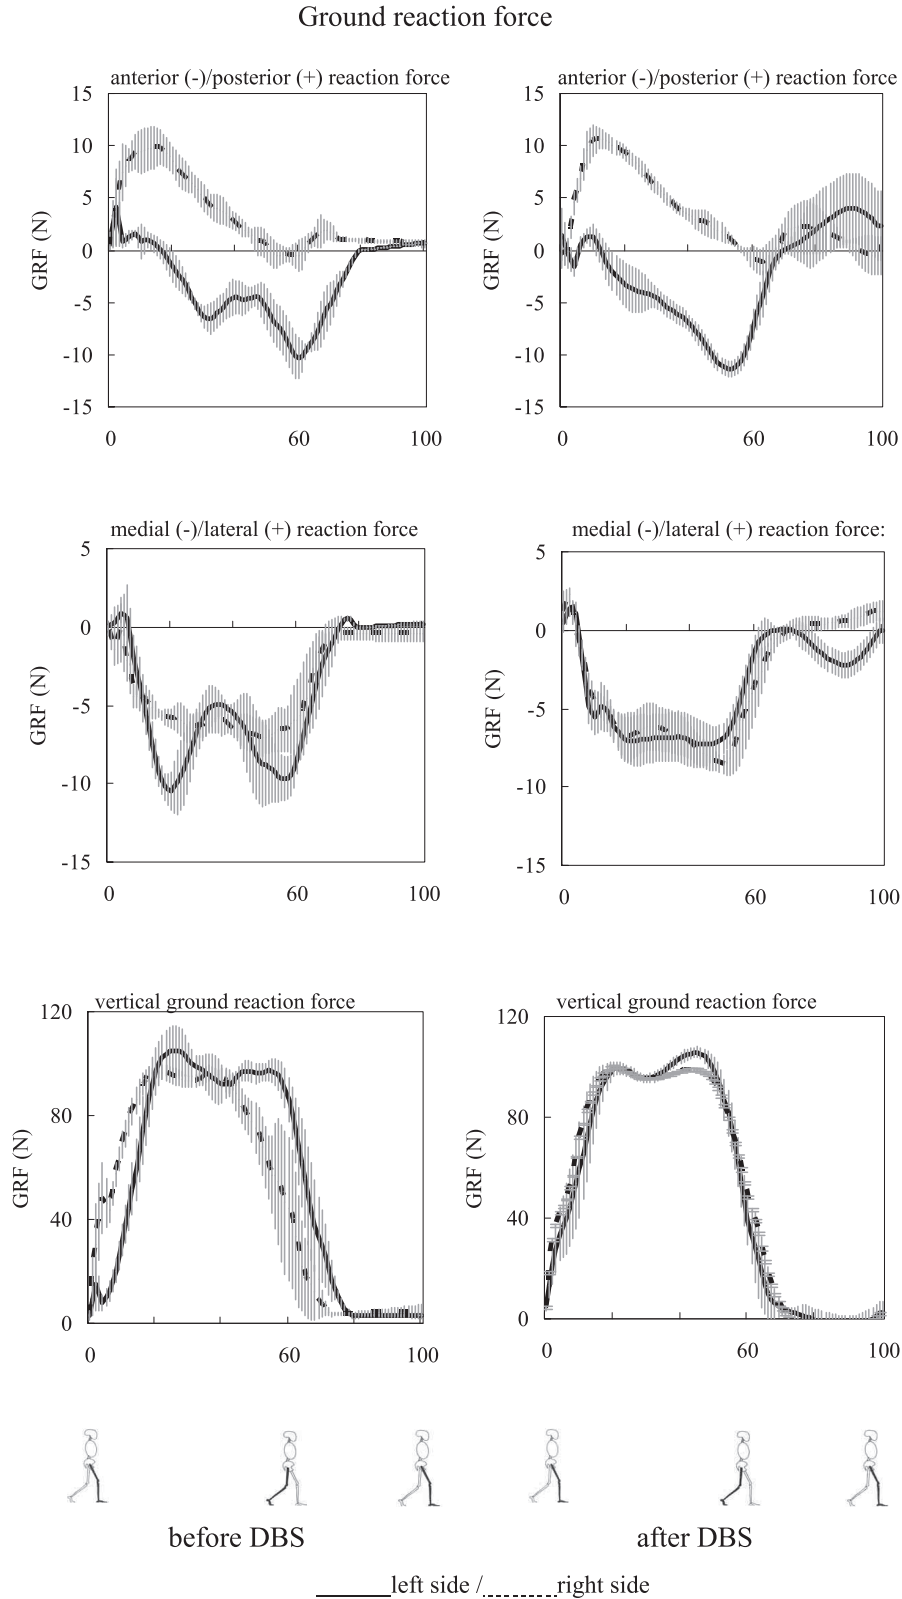 Ground reaction force
anterior (-)/posterior (+) reaction force
15
10
5
0
-5
-10
-15
GRF (N)
0 60 100
anterior (-)/posterior (+) reaction force
15
10
5
0
-5
-10
-15
GRF (N)
0 60 100
medial (-)/lateral (+) reaction force
5
0
-5
-10
-15
GRF (N)
0 60 100
medial (-)/lateral (+) reaction force:
5
0
-5
-10
-15
GRF (N)
0 60 100
vertical ground reaction force
120
80
40
0
GRF (N)
0 60 100
vertical ground reaction force
120
80
40
0
GRF (N)
0 60 100
before DBS
after DBS
left side / right side